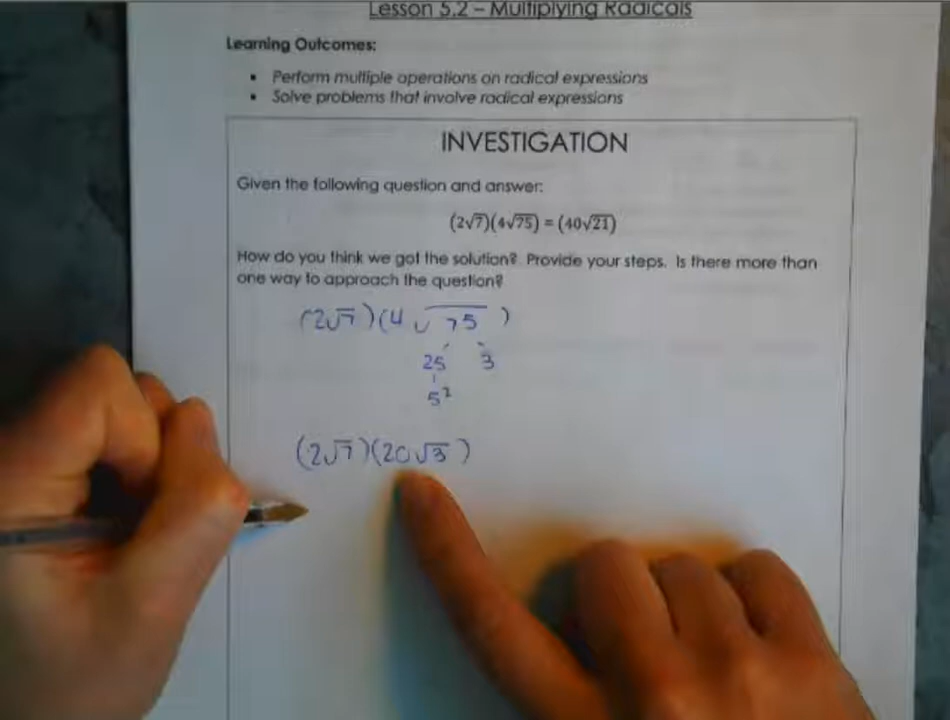 Lesson 5.2 – Multiplying Radicals
Learning Outcomes:
• Perform multiple operations on radical expressions
• Solve problems that involve radical expressions
INVESTIGATION
Given the following question and answer:
(2√7)(4√75) = (40√21)
How do you think we got the solution? Provide your steps. Is there more than
one way to approach the question?
(2√7)(4√75)
25 3
5²
(2√7)(20√3)